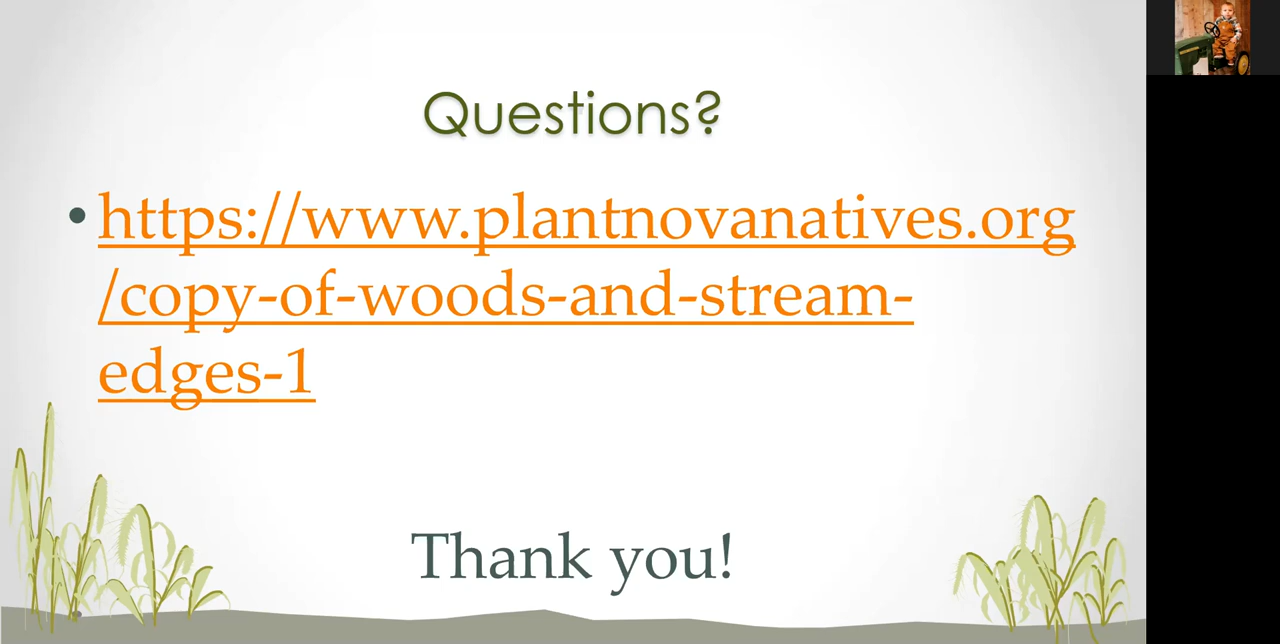 Questions?
https://www.plantnovanatives.org
/copy-of-woods-and-stream-
edges-1
Thank you!